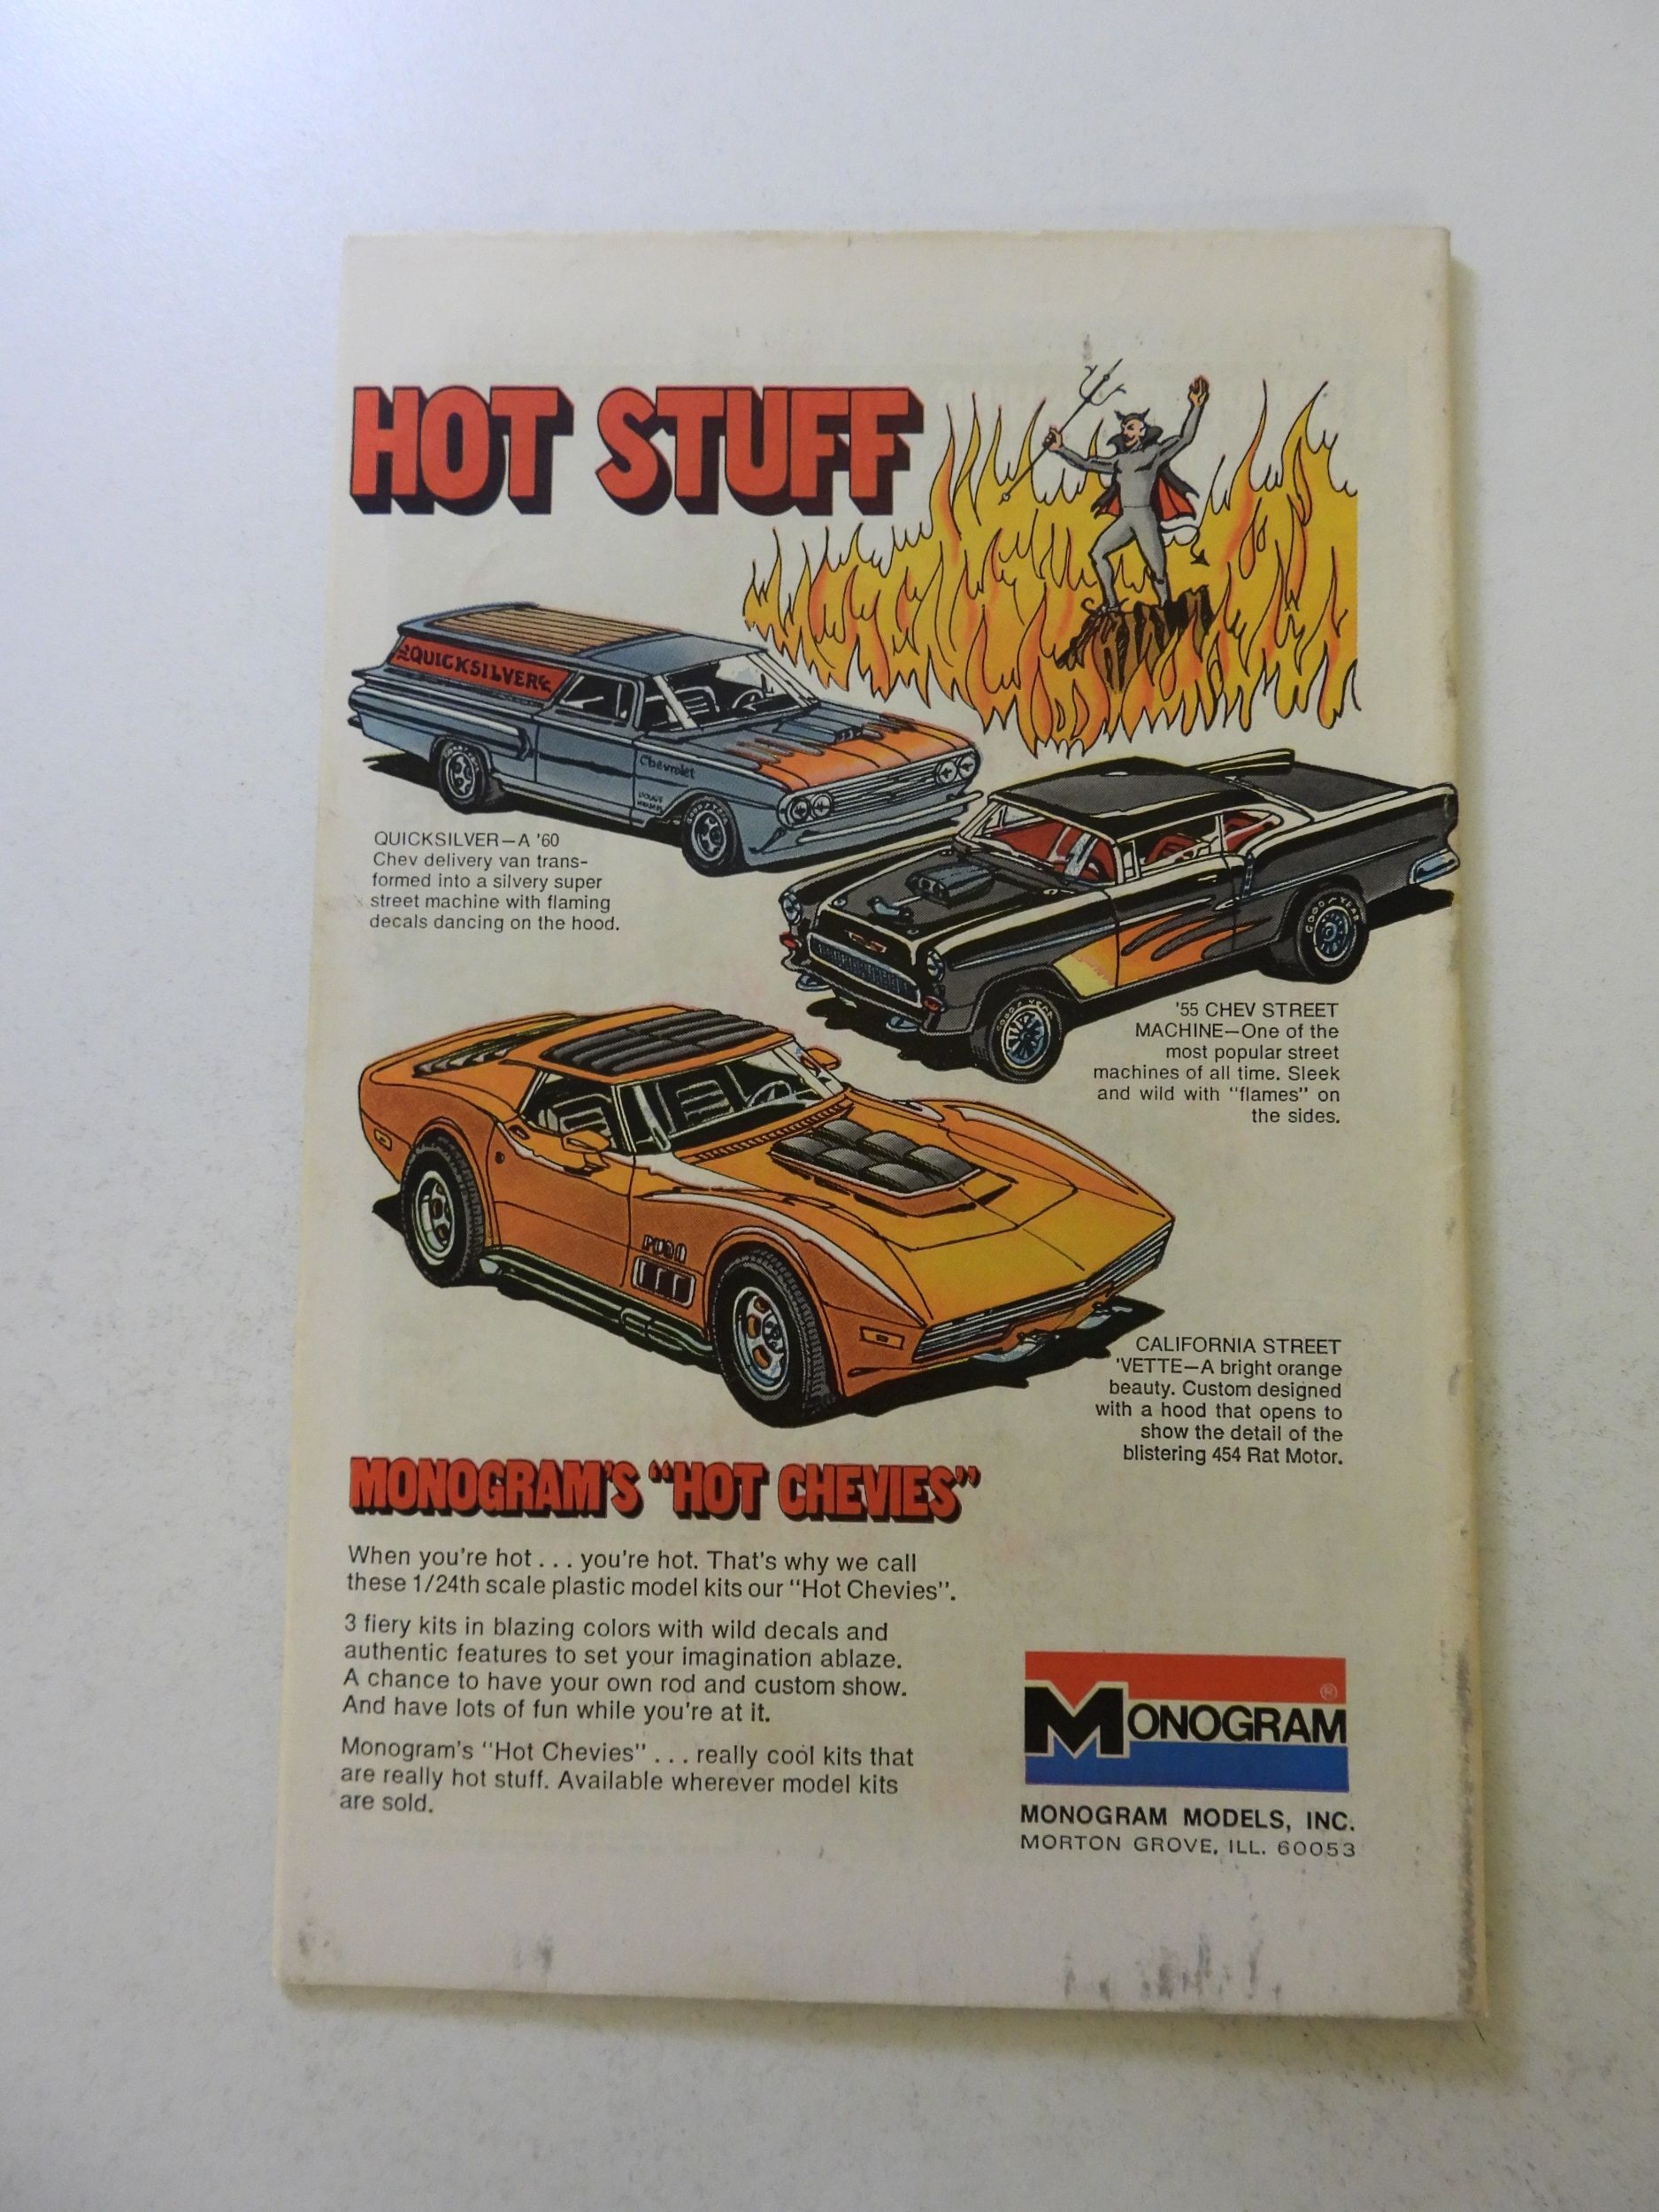 HOT STUFF
QUICKSILVER
Chevrolet
GOODYEAR
QUICKSILVER—A '60
Chev delivery van trans-
formed into a silvery super
street machine with flaming
decals dancing on the hood.
GOOD YEAR
GOOD YEAR
'55 CHEV STREET
MACHINE—One of the
most popular street
machines of all time. Sleek
and wild with "flames" on
the sides.
CALIFORNIA STREET
'VETTE—A bright orange
beauty. Custom designed
with a hood that opens to
show the detail of the
blistering 454 Rat Motor.
MONOGRAM'S "HOT CHEVIES"
When you're hot . . . you're hot. That's why we call
these 1/24th scale plastic model kits our "Hot Chevies".
3 fiery kits in blazing colors with wild decals and
authentic features to set your imagination ablaze.
A chance to have your own rod and custom show.
And have lots of fun while you're at it.
Monogram's "Hot Chevies" . . . really cool kits that
are really hot stuff. Available wherever model kits
are sold.
MONOGRAM®
MONOGRAM MODELS, INC.
MORTON GROVE, ILL. 60053